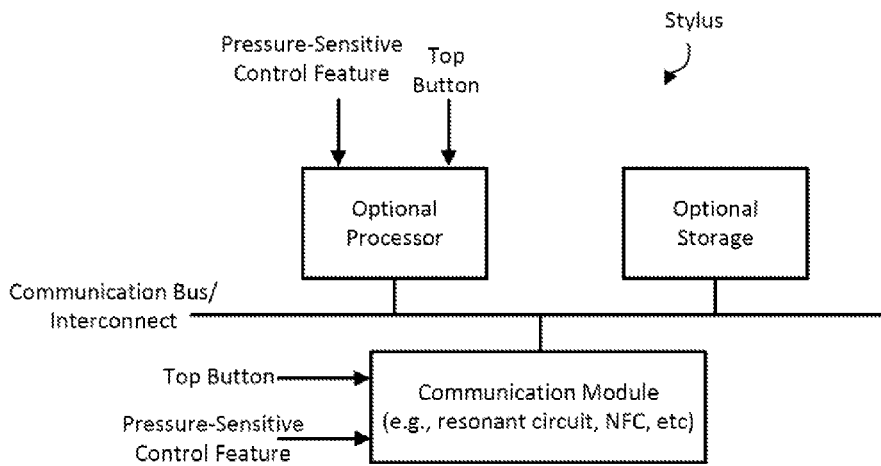 Stylus
Pressure-Sensitive
Control Feature
Top
Button
Optional
Processor
Optional
Storage
Communication Bus/
Interconnect
Top Button
Communication Module
(e.g., resonant circuit, NFC, etc)
Pressure-Sensitive
Control Feature